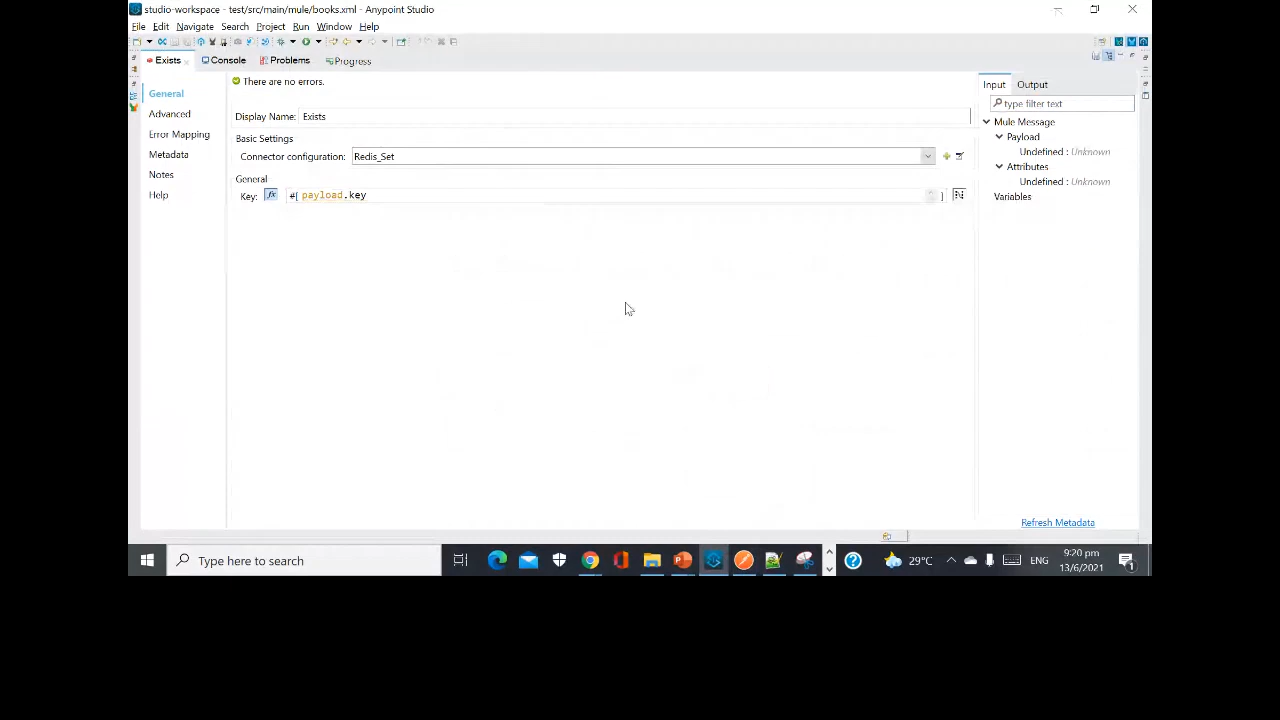 studio-workspace - test/src/main/mule/books.xml - Anypoint Studio
File Edit Navigate Search Project Run Window Help
Exists Console Problems Progress
There are no errors.
General
Advanced
Error Mapping
Metadata
Notes
Help
Display Name: Exists
Basic Settings
Connector configuration: Redis_Set
General
Key: fx #[ payload.key ]
Input Output
type filter text
Mule Message
Payload
Undefined : Unknown
Attributes
Undefined : Unknown
Variables
Refresh Metadata
Type here to search
29°C ENG 9:20 pm
13/6/2021
1